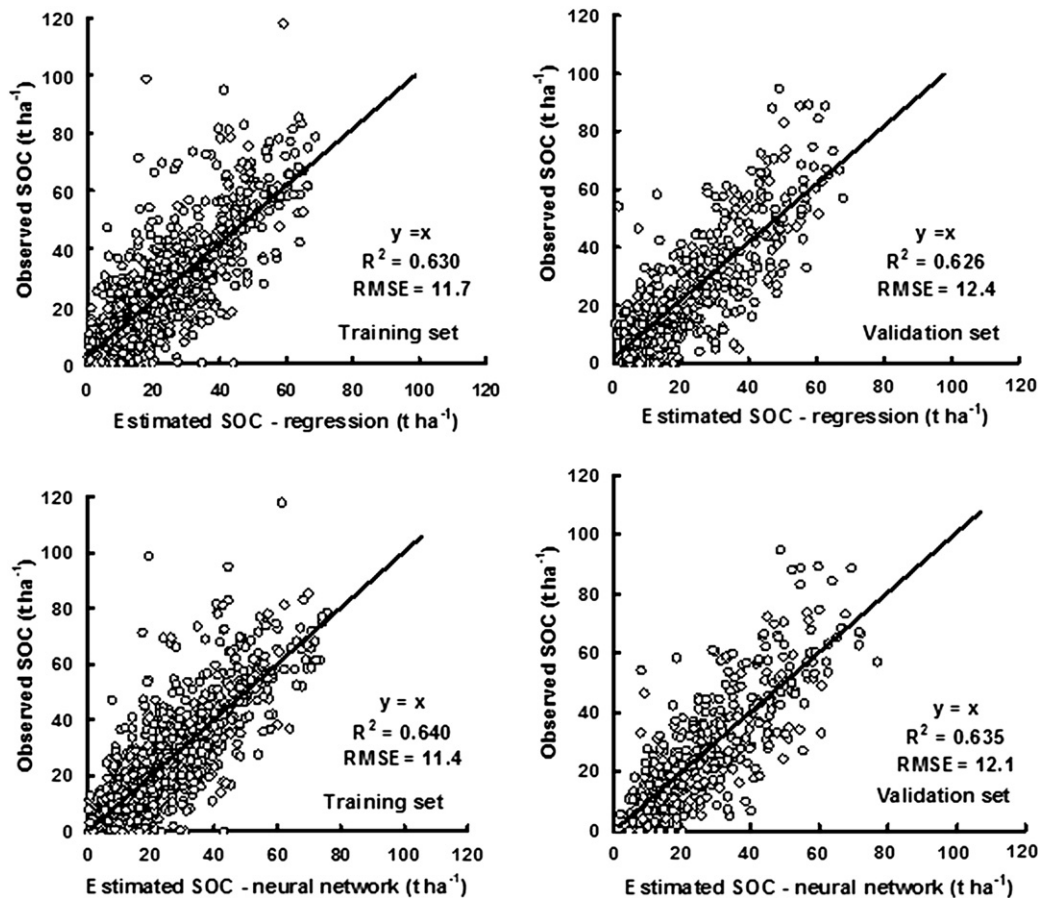 120
100
80
60
40
20
0
Observed SOC (t ha⁻¹)
y =x
R² = 0.630
RMSE = 11.7
Training set
0 20 40 60 80 100 120
Estimated SOC - regression (t ha⁻¹)
120
100
80
60
40
20
0
Observed SOC (t ha⁻¹)
y =x
R² = 0.626
RMSE = 12.4
Validation set
0 20 40 60 80 100 120
Estimated SOC - regression (t ha⁻¹)
120
100
80
60
40
20
0
Observed SOC (t ha⁻¹)
y = x
R² = 0.640
RMSE = 11.4
Training set
0 20 40 60 80 100 120
Estimated SOC - neural network (t ha⁻¹)
120
100
80
60
40
20
0
Observed SOC (t ha⁻¹)
y = x
R² = 0.635
RMSE = 12.1
Validation set
0 20 40 60 80 100 120
Estimated SOC - neural network (t ha⁻¹)